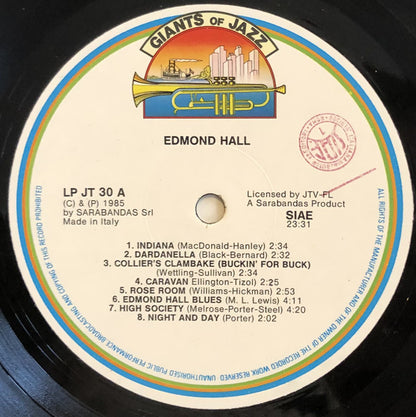 GIANTS OF JAZZ
EDMOND HALL
LP JT 30 A
(C) & (P) 1985
by SARABANDAS Srl
Made in Italy
Licensed by JTV-FL
A Sarabandas Product
SIAE
23:31
1. INDIANA (MacDonald-Hanley) 2:34
2. DARDANELLA (Black-Bernard) 2:42
3. COLLIER'S CLAMBAKE (BUCKIN' FOR BUCK)
(Wettling-Sullivan) 2:34
4. CARAVAN Ellington-Tizol) 2:25
5. ROSE ROOM (Williams-Hickman) 2:53
6. EDMOND HALL BLUES (M. L. Lewis) 4:11
7. HIGH SOCIETY (Melrose-Porter-Steel) 4:20
8. NIGHT AND DAY (Porter) 2:02
ALL RIGHTS OF THE MANUFACTURER AND OF THE OWNER OF THE RECORDED WORK RESERVED - UNAUTHORISED PUBLIC PERFORMANCE BROADCASTING AND COPYING OF THIS RECORD PROHIBITED